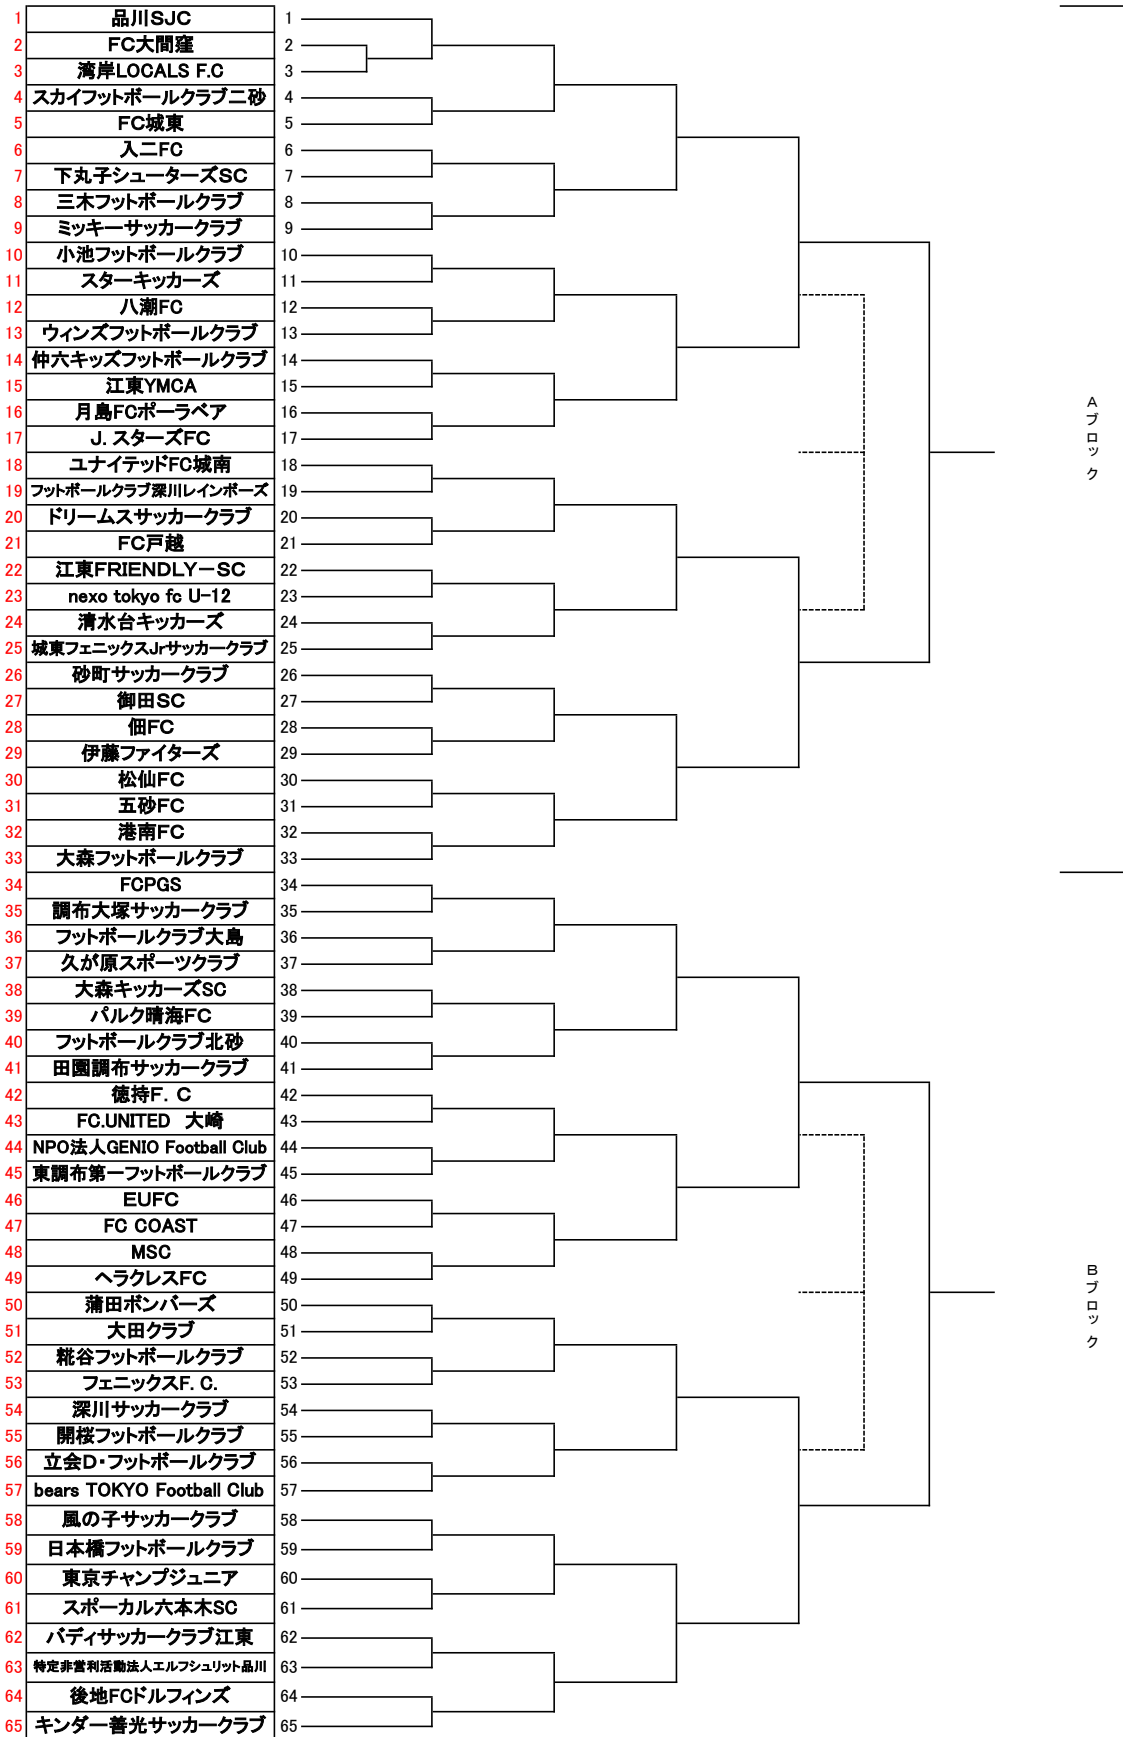 1 品川SJC 1
2 FC大間窪 2
3 湾岸LOCALS F.C 3
4 スカイフットボールクラブ二砂 4
5 FC城東 5
6 入二FC 6
7 下丸子シューターズSC 7
8 三木フットボールクラブ 8
9 ミッキーサッカークラブ 9
10 小池フットボールクラブ 10
11 スターキッカーズ 11
12 八潮FC 12
13 ウィンズフットボールクラブ 13
14 仲六キッズフットボールクラブ 14
15 江東YMCA 15
16 月島FCポーラベア 16
17 J. スターズFC 17
18 ユナイテッドFC城南 18
19 フットボールクラブ深川レインボーズ 19
20 ドリームスサッカークラブ 20
21 FC戸越 21
22 江東FRIENDLY－SC 22
23 nexo tokyo fc U-12 23
24 清水台キッカーズ 24
25 城東フェニックスJrサッカークラブ 25
26 砂町サッカークラブ 26
27 御田SC 27
28 佃FC 28
29 伊藤ファイターズ 29
30 松仙FC 30
31 五砂FC 31
32 港南FC 32
33 大森フットボールクラブ 33
Aブロック
34 FCPGS 34
35 調布大塚サッカークラブ 35
36 フットボールクラブ大島 36
37 久が原スポーツクラブ 37
38 大森キッカーズSC 38
39 パルク晴海FC 39
40 フットボールクラブ北砂 40
41 田園調布サッカークラブ 41
42 徳持F. C 42
43 FC.UNITED　大崎 43
44 NPO法人GENIO Football Club 44
45 東調布第一フットボールクラブ 45
46 EUFC 46
47 FC COAST 47
48 MSC 48
49 ヘラクレスFC 49
50 蒲田ボンバーズ 50
51 大田クラブ 51
52 糀谷フットボールクラブ 52
53 フェニックスF. C. 53
54 深川サッカークラブ 54
55 開桜フットボールクラブ 55
56 立会D・フットボールクラブ 56
57 bears TOKYO Football Club 57
58 風の子サッカークラブ 58
59 日本橋フットボールクラブ 59
60 東京チャンプジュニア 60
61 スポーカル六本木SC 61
62 バディサッカークラブ江東 62
63 特定非営利活動法人エルフシュリット品川 63
64 後地FCドルフィンズ 64
65 キンダー善光サッカークラブ 65
Bブロック